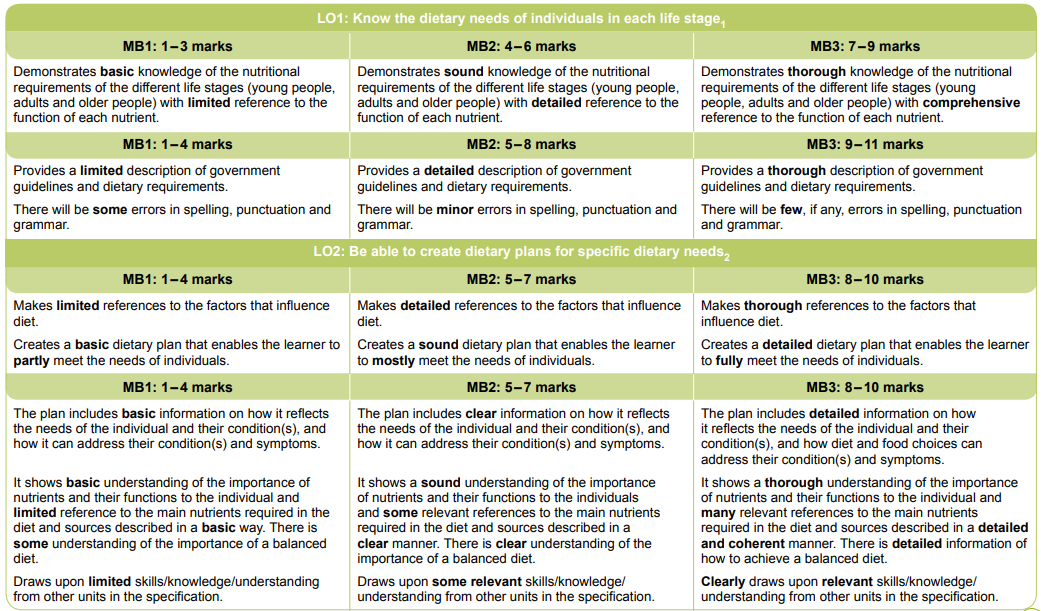 LO1: Know the dietary needs of individuals in each life stage1
MB1: 1–3 marks
MB2: 4–6 marks
MB3: 7–9 marks
Demonstrates basic knowledge of the nutritional
requirements of the different life stages (young people,
adults and older people) with limited reference to the
function of each nutrient.
Demonstrates sound knowledge of the nutritional
requirements of the different life stages (young people,
adults and older people) with detailed reference to the
function of each nutrient.
Demonstrates thorough knowledge of the nutritional
requirements of the different life stages (young
people, adults and older people) with comprehensive
reference to the function of each nutrient.
MB1: 1–4 marks
MB2: 5–8 marks
MB3: 9–11 marks
Provides a limited description of government
guidelines and dietary requirements.
There will be some errors in spelling, punctuation and
grammar.
Provides a detailed description of government
guidelines and dietary requirements.
There will be minor errors in spelling, punctuation and
grammar.
Provides a thorough description of government
guidelines and dietary requirements.
There will be few, if any, errors in spelling, punctuation
and grammar.
LO2: Be able to create dietary plans for specific dietary needs2
MB1: 1–4 marks
MB2: 5–7 marks
MB3: 8–10 marks
Makes limited references to the factors that influence
diet.
Creates a basic dietary plan that enables the learner to
partly meet the needs of individuals.
Makes detailed references to the factors that influence
diet.
Creates a sound dietary plan that enables the learner
to mostly meet the needs of individuals.
Makes thorough references to the factors that
influence diet.
Creates a detailed dietary plan that enables the learner
to fully meet the needs of individuals.
MB1: 1–4 marks
MB2: 5–7 marks
MB3: 8–10 marks
The plan includes basic information on how it reflects
the needs of the individual and their condition(s), and
how it can address their condition(s) and symptoms.
It shows basic understanding of the importance of
nutrients and their functions to the individual and
limited reference to the main nutrients required in the
diet and sources described in a basic way. There is
some understanding of the importance of a balanced
diet.
Draws upon limited skills/knowledge/understanding
from other units in the specification.
The plan includes clear information on how it reflects
the needs of the individual and their condition(s), and
how it can address their condition(s) and symptoms.
It shows a sound understanding of the importance
of nutrients and their functions to the individuals
and some relevant references to the main nutrients
required in the diet and sources described in a
clear manner. There is clear understanding of the
importance of a balanced diet.
Draws upon some relevant skills/knowledge/
understanding from other units in the specification.
The plan includes detailed information on how
it reflects the needs of the individual and their
condition(s), and how diet and food choices can
address their condition(s) and symptoms.
It shows a thorough understanding of the importance
of nutrients and their functions to the individual and
many relevant references to the main nutrients
required in the diet and sources described in a detailed
and coherent manner. There is detailed information of
how to achieve a balanced diet.
Clearly draws upon relevant skills/knowledge/
understanding from other units in the specification.